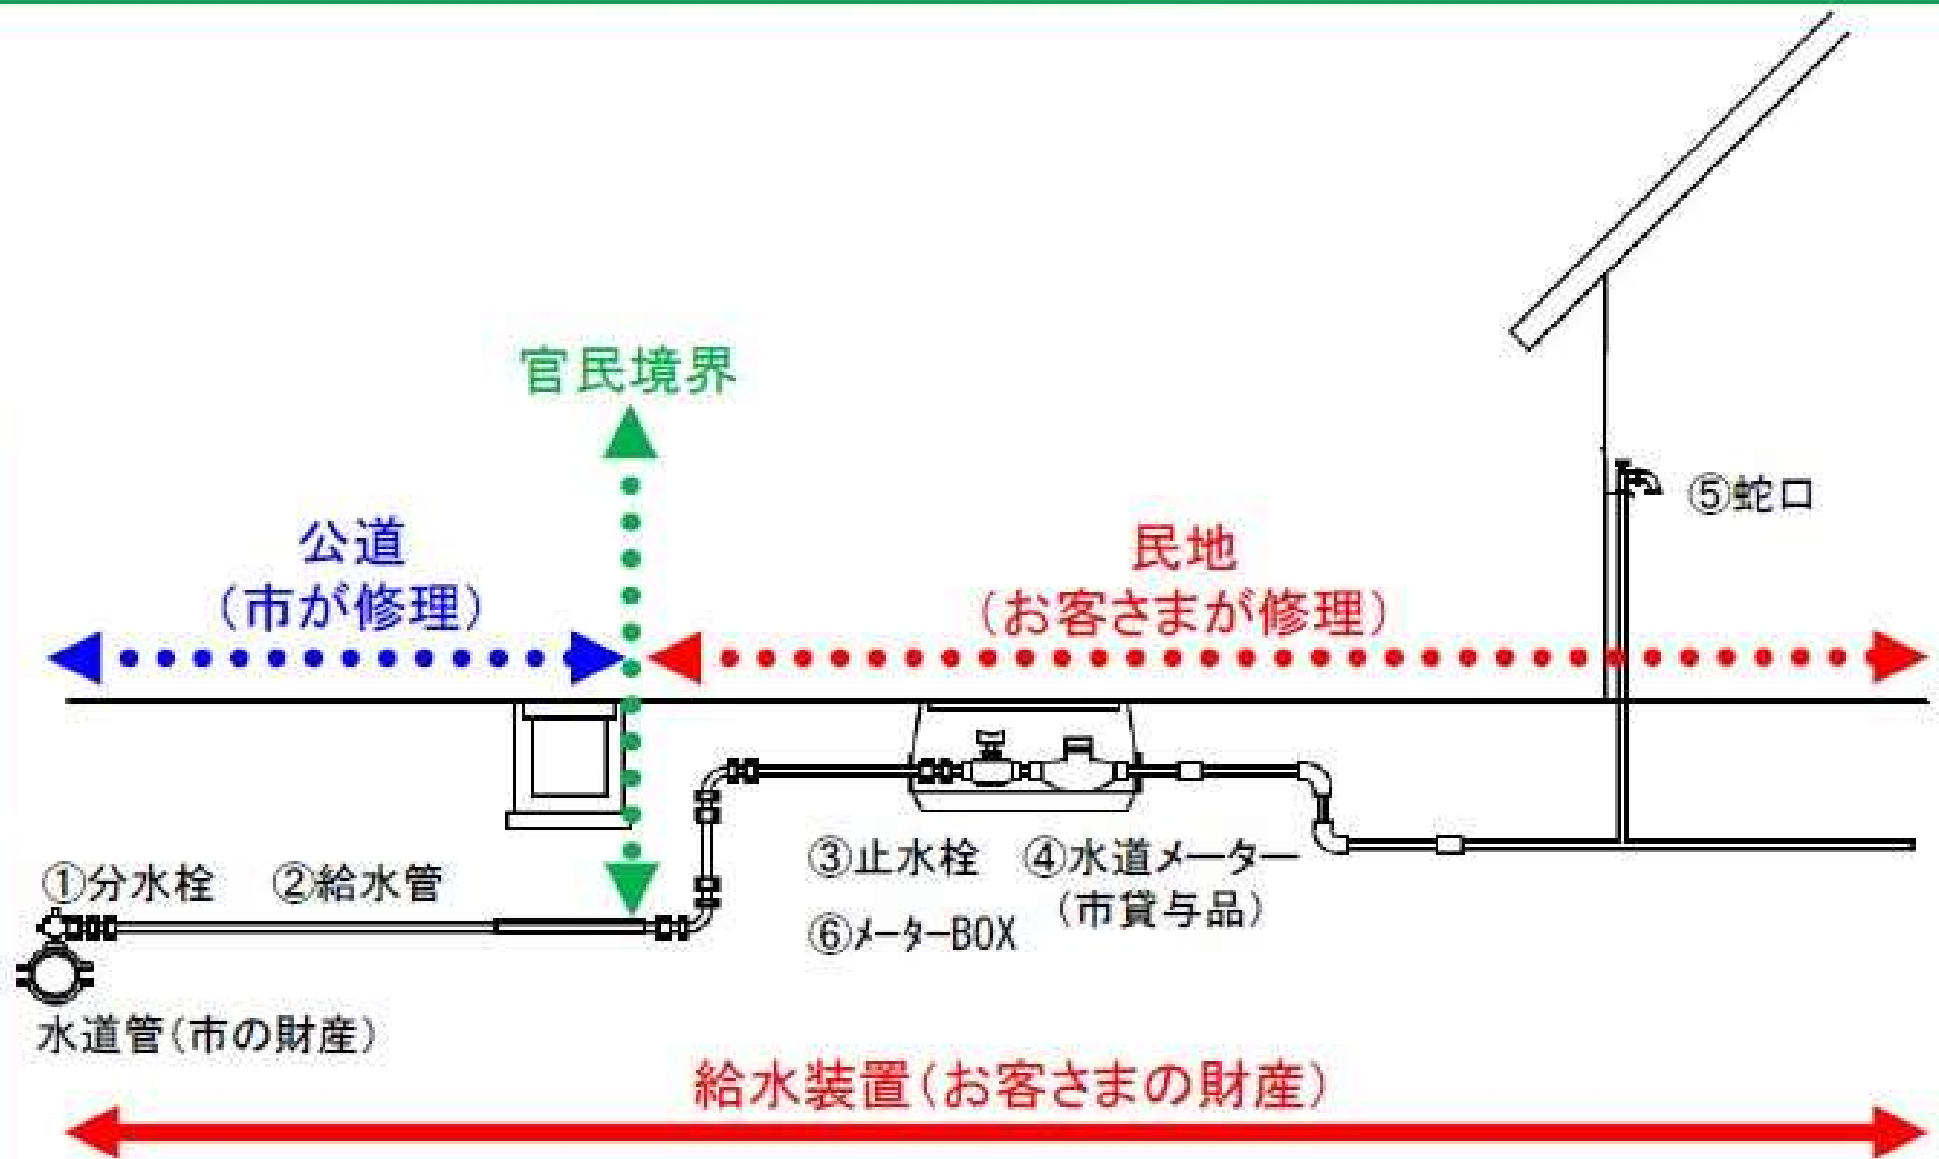 官民境界
公道
（市が修理）
民地
（お客さまが修理）
⑤蛇口
①分水栓
②給水管
③止水栓
④水道メーター
（市貸与品）
⑥メーターBOX
水道管（市の財産）
給水装置（お客さまの財産）